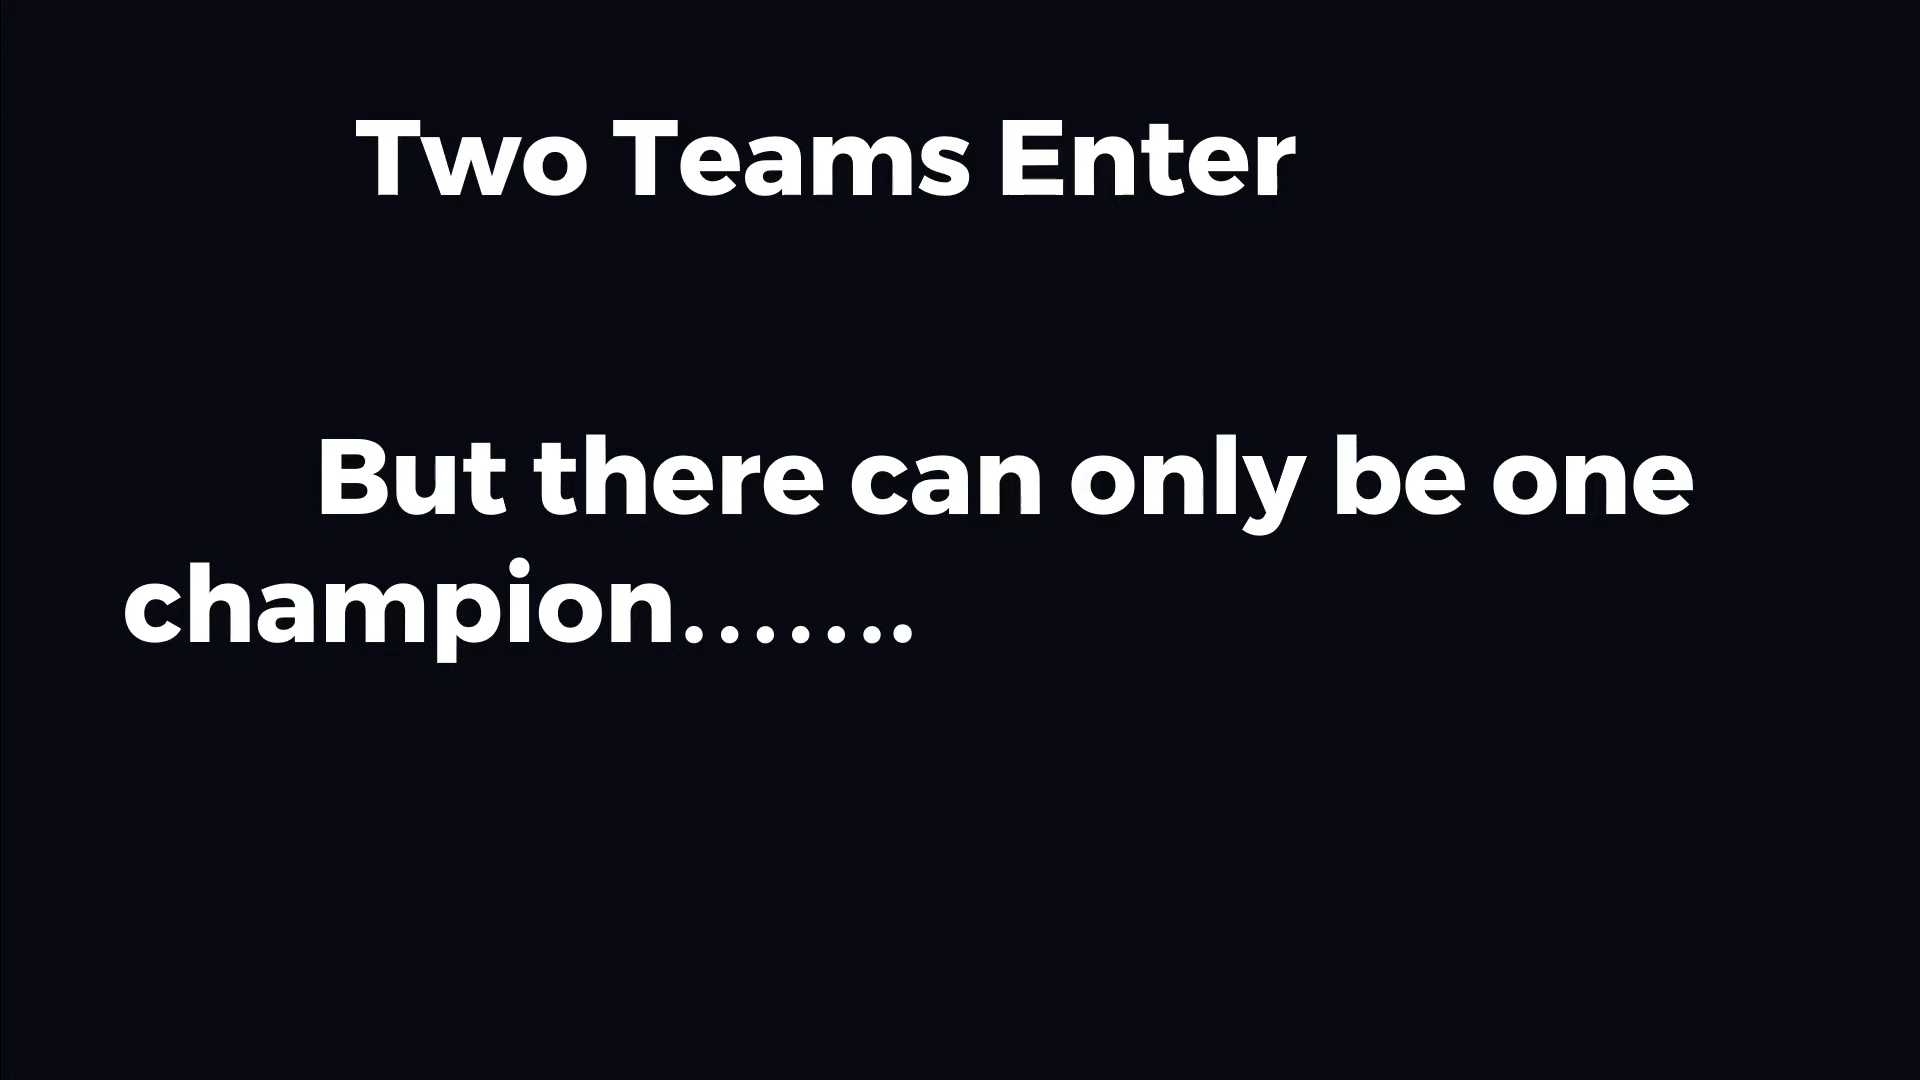 Two Teams Enter
But there can only be one
champion…….